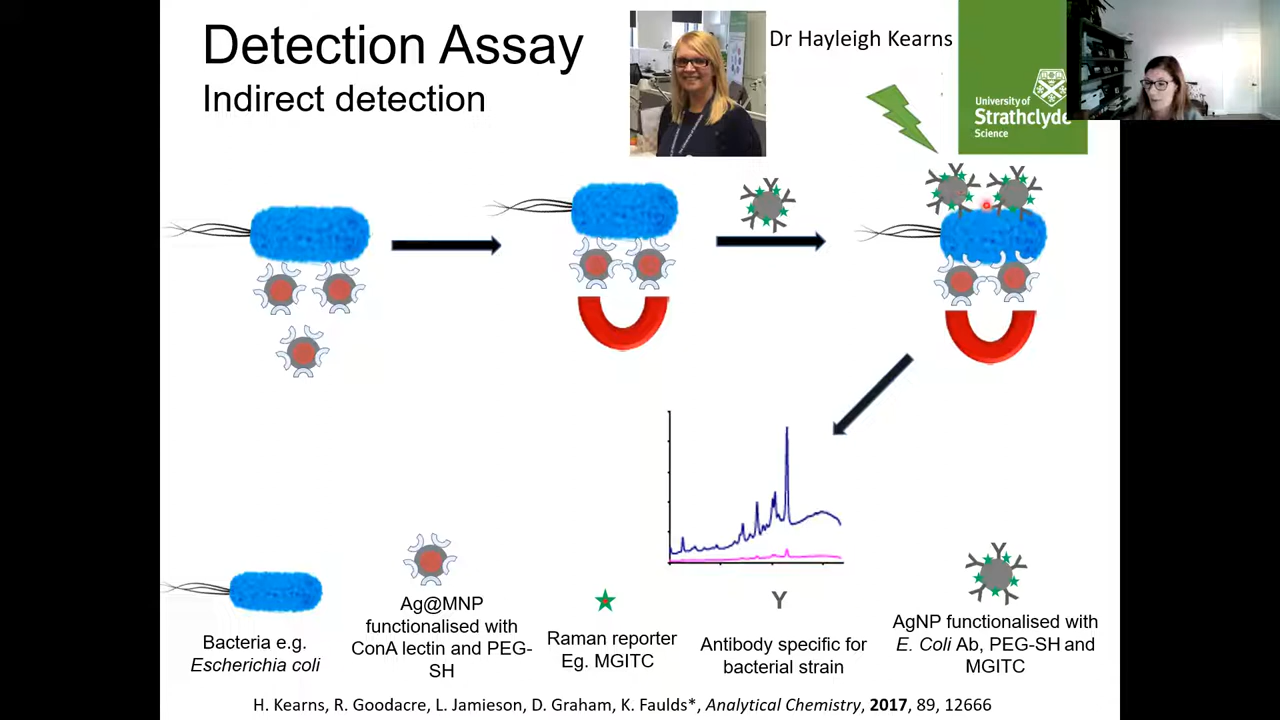 Detection Assay
Indirect detection
Dr Hayleigh Kearns
University of
Strathclyde
Science
Bacteria e.g.
Escherichia coli
Ag@MNP
functionalised with
ConA lectin and PEG-
SH
Raman reporter
Eg. MGITC
Y
Antibody specific for
bacterial strain
AgNP functionalised with
E. Coli Ab, PEG-SH and
MGITC
H. Kearns, R. Goodacre, L. Jamieson, D. Graham, K. Faulds*, Analytical Chemistry, 2017, 89, 12666